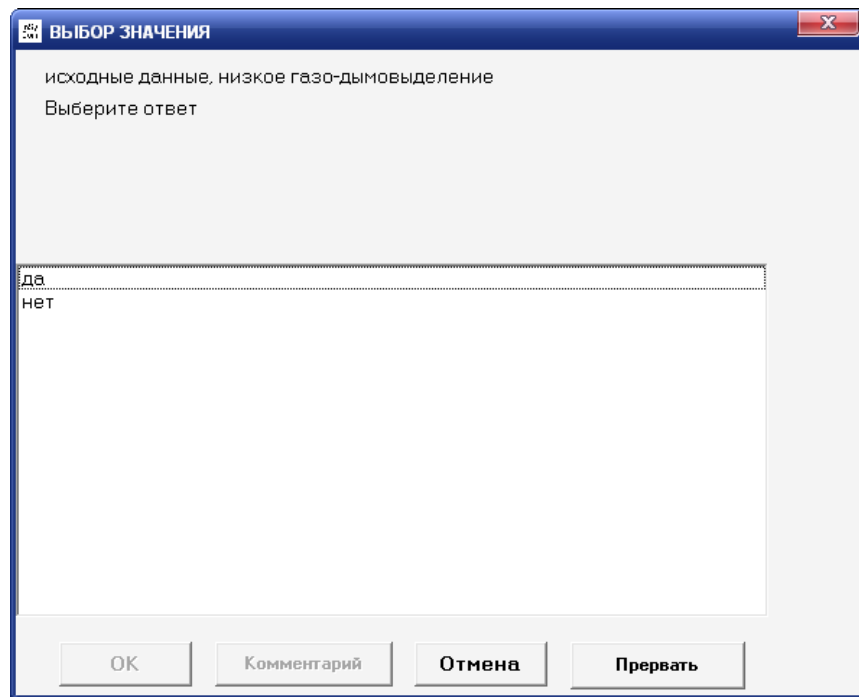 ВЫБОР ЗНАЧЕНИЯ
исходные данные, низкое газо-дымовыделение
Выберите ответ
да
нет
OK
Комментарий
Отмена
Прервать